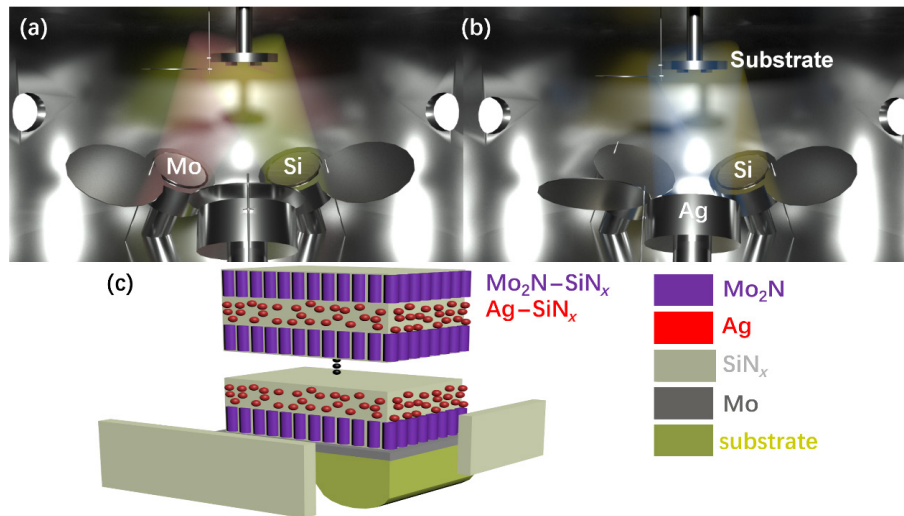 (a)
Mo
Si
(b)
Substrate
Si
Ag
(c)
Mo₂N–SiNₓ
Ag–SiNₓ
Mo₂N
Ag
SiNₓ
Mo
substrate